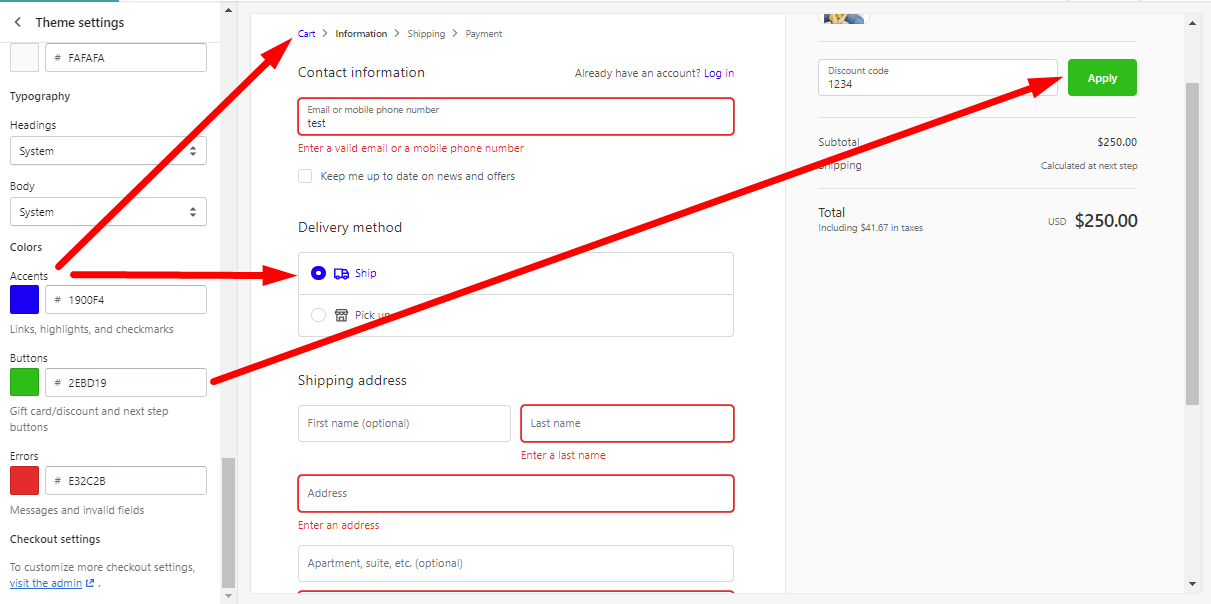 Theme settings
# FAFAFA
Typography
Headings
System
Body
System
Colors
Accents
# 1900F4
Links, highlights, and checkmarks
Buttons
# 2EBD19
Gift card/discount and next step
buttons
Errors
# E32C2B
Messages and invalid fields
Checkout settings
To customize more checkout settings,
visit the admin .
Cart > Information > Shipping > Payment
Contact information
Already have an account? Log in
Email or mobile phone number
test
Enter a valid email or a mobile phone number
Keep me up to date on news and offers
Delivery method
Ship
Pick up
Shipping address
First name (optional)
Last name
Enter a last name
Address
Enter an address
Apartment, suite, etc. (optional)
Discount code
1234
Apply
Subtotal
$250.00
Shipping
Calculated at next step
Total
Including $41.67 in taxes
USD $250.00